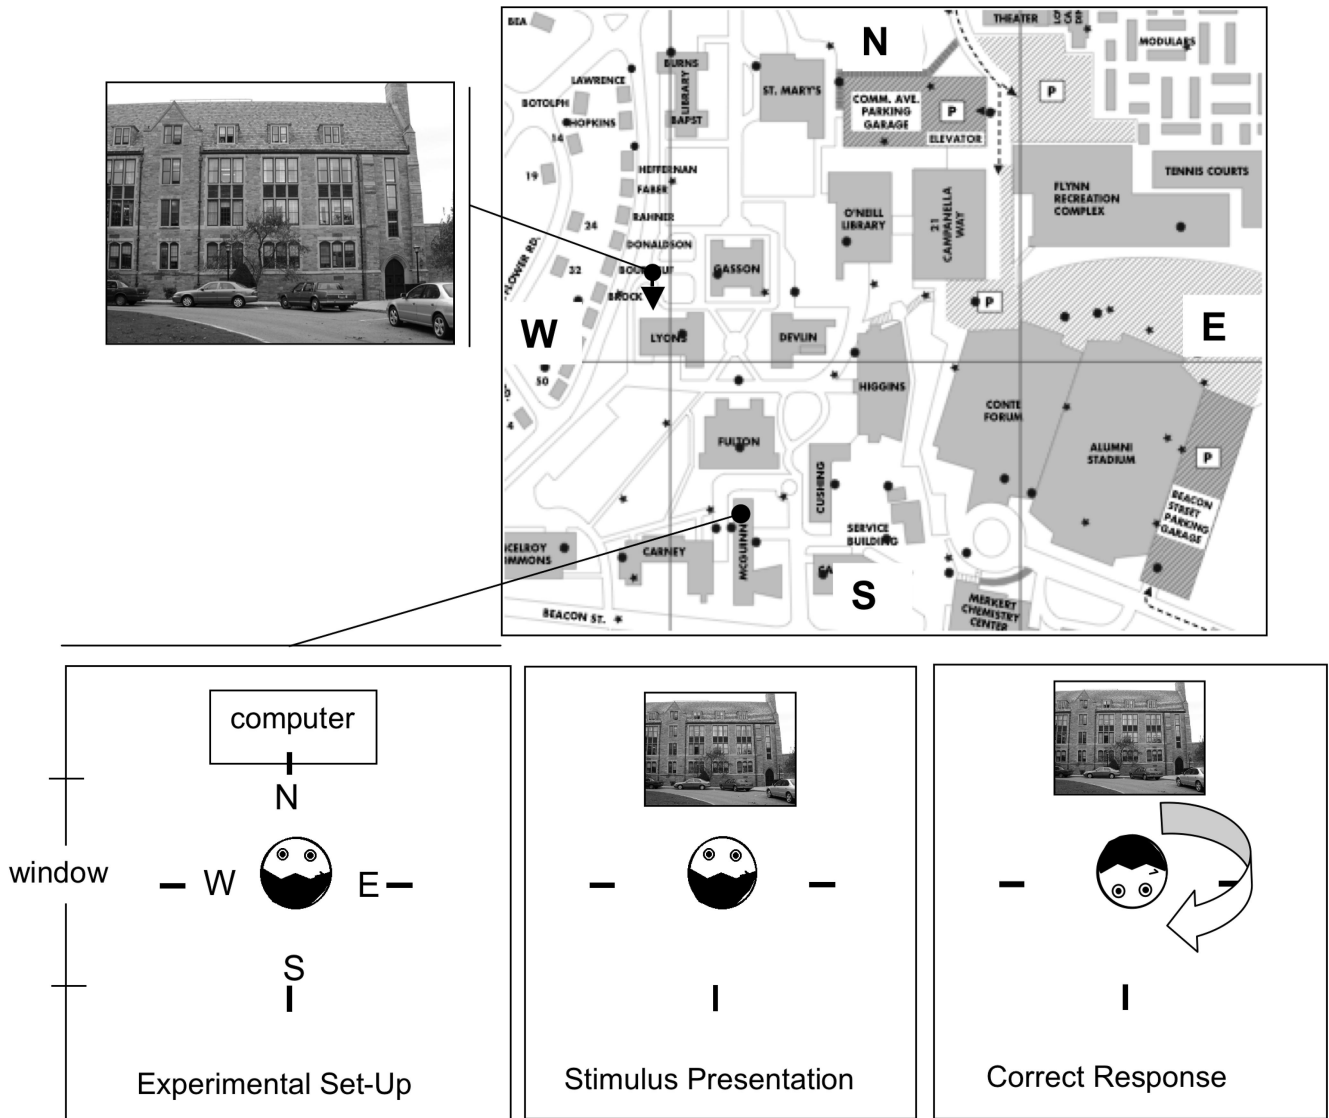 BEA
LAWRENCE
BOTOLPH
HOPKINS
14
19
24
32
50
4
FLOWER RD.
BURNS
LIBRARY
BAPST
ST. MARY'S
N
COMM. AVE.
PARKING
GARAGE
P
ELEVATOR
THEATER
P
MODULARS
HEFFERNAN
FABER
RAHNER
DONALDSON
BROCK
GASSON
O'NEILL
LIBRARY
21
CAMPANELLA
WAY
FLYNN
RECREATION
COMPLEX
TENNIS COURTS
P
W
E
LYONS
DEVLIN
HIGGINS
CONTE
FORUM
ALUMNI
STADIUM
P
BEACON
STREET
PARKING
GARAGE
FULTON
CUSHING
SERVICE
BUILDING
CARNEY
MCGUINN
S
MERKERT
CHEMISTRY
CENTER
BEACON ST.
computer
N
window
W
E
S
Experimental Set-Up
Stimulus Presentation
Correct Response